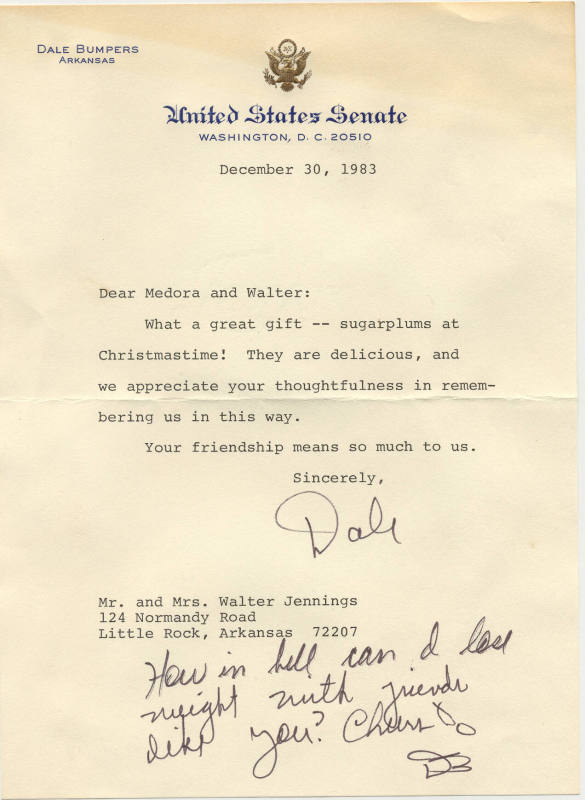 DALE BUMPERS
ARKANSAS
United States Senate
WASHINGTON, D. C. 20510
December 30, 1983
Dear Medora and Walter:
What a great gift -- sugarplums at
Christmastime! They are delicious, and
we appreciate your thoughtfulness in remem-
bering us in this way.
Your friendship means so much to us.
Sincerely,
Dale
Mr. and Mrs. Walter Jennings
124 Normandy Road
Little Rock, Arkansas 72207
How in hell can I lose
weight with friends
like you? Cheers
DB